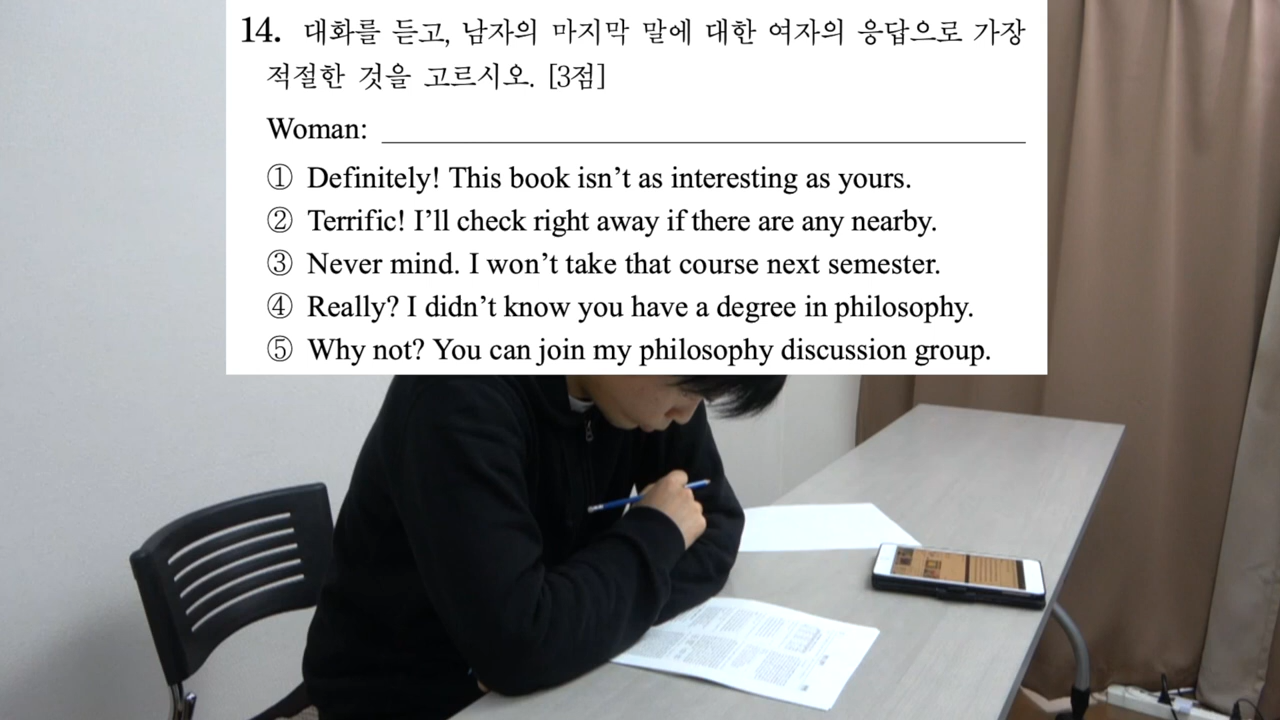 14. 대화를 듣고, 남자의 마지막 말에 대한 여자의 응답으로 가장
적절한 것을 고르시오. [3점]
Woman:
① Definitely! This book isn’t as interesting as yours.
② Terrific! I’ll check right away if there are any nearby.
③ Never mind. I won’t take that course next semester.
④ Really? I didn’t know you have a degree in philosophy.
⑤ Why not? You can join my philosophy discussion group.